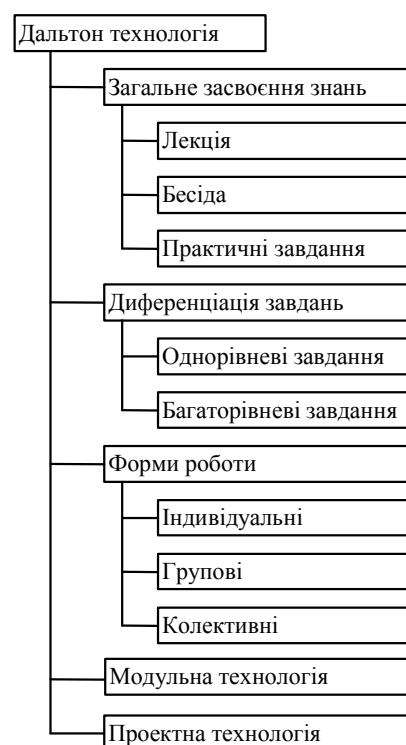 Дальтон технологія
Загальне засвоєння знань
Лекція
Бесіда
Практичні завдання
Диференціація завдань
Однорівневі завдання
Багаторівневі завдання
Форми роботи
Індивідуальні
Групові
Колективні
Модульна технологія
Проектна технологія